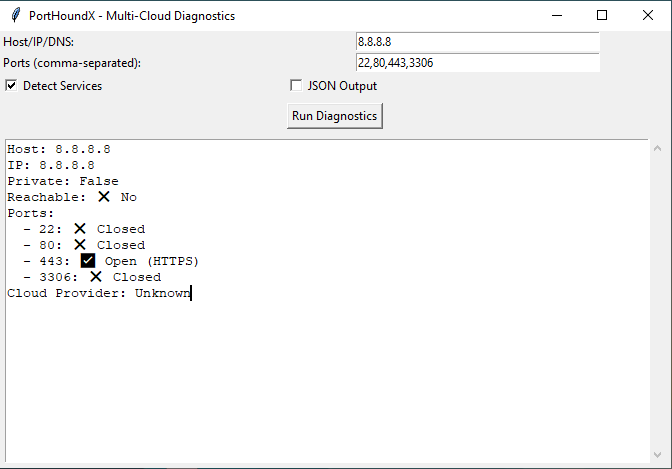 PortHoundX - Multi-Cloud Diagnostics
Host/IP/DNS: 8.8.8.8
Ports (comma-separated): 22,80,443,3306
Detect Services JSON Output
Run Diagnostics
Host: 8.8.8.8
IP: 8.8.8.8
Private: False
Reachable: ❌ No
Ports:
  - 22: ❌ Closed
  - 80: ❌ Closed
  - 443: ✅ Open (HTTPS)
  - 3306: ❌ Closed
Cloud Provider: Unknown